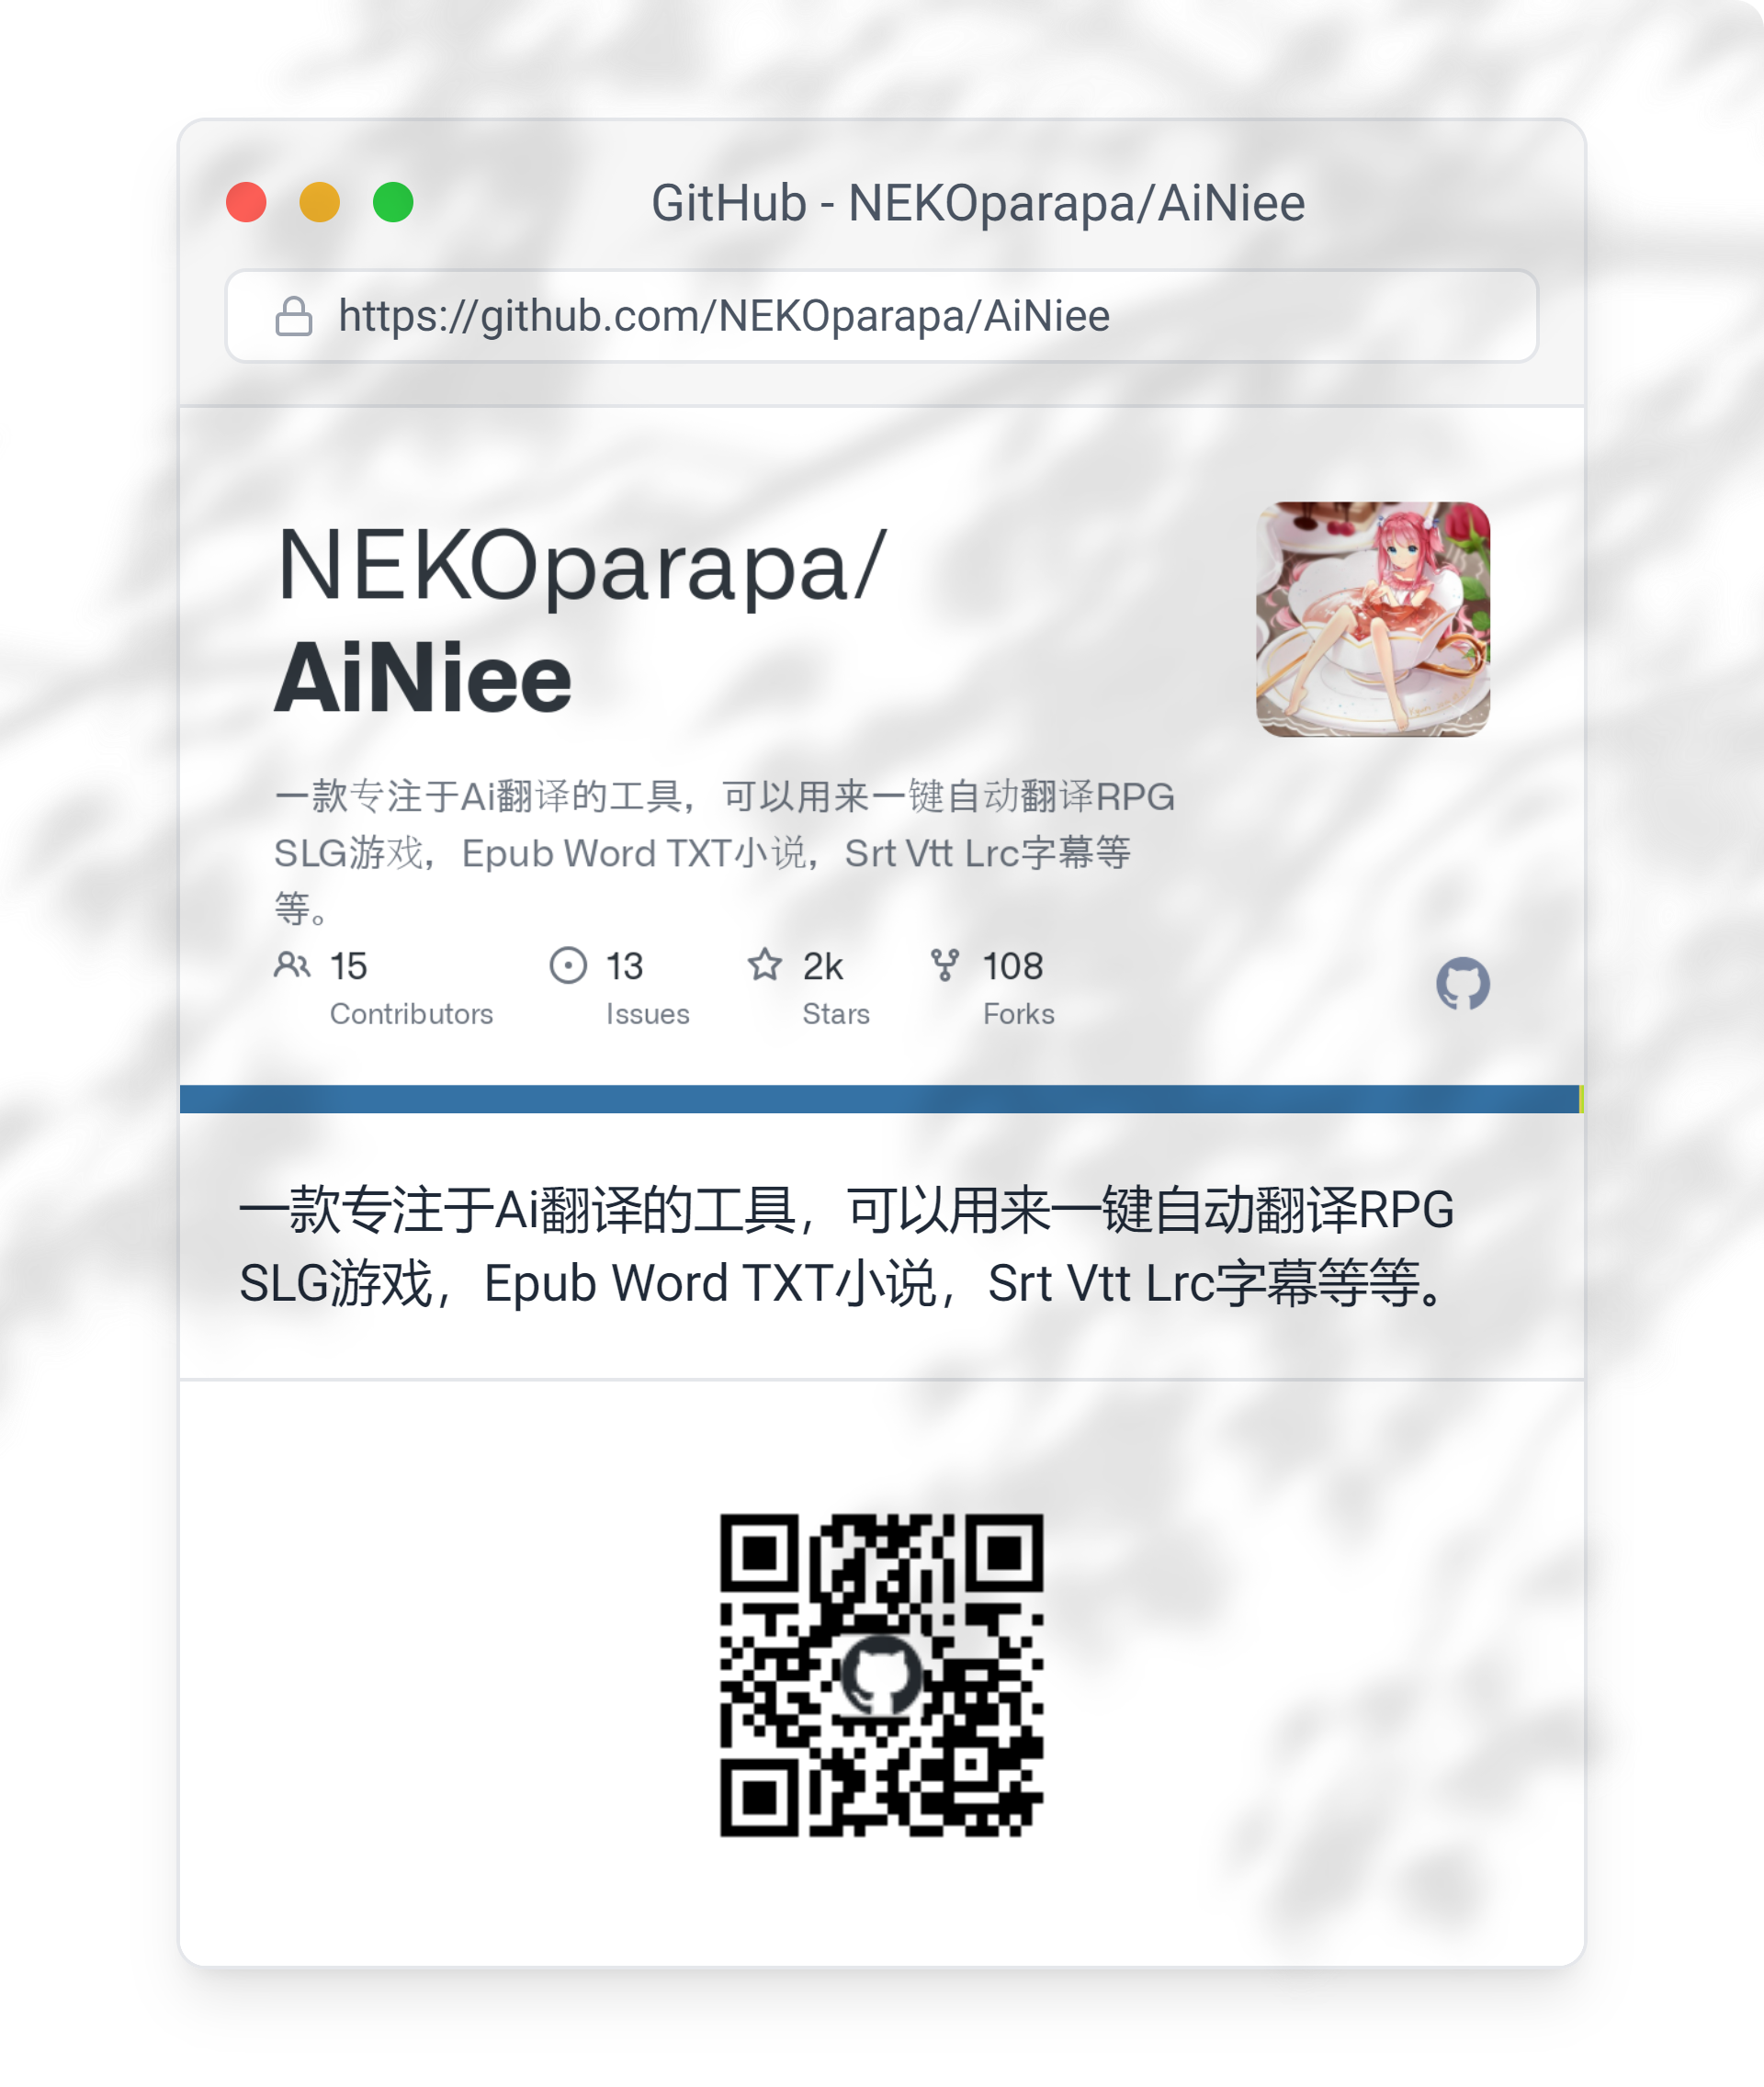 GitHub - NEKOparapa/AiNiee
https://github.com/NEKOparapa/AiNiee
NEKOparapa/
AiNiee
一款专注于Ai翻译的工具，可以用来一键自动翻译RPG
SLG游戏，Epub Word TXT小说，Srt Vtt Lrc字幕等
等。
15 13 2k 108
Contributors Issues Stars Forks
一款专注于Ai翻译的工具，可以用来一键自动翻译RPG
SLG游戏，Epub Word TXT小说，Srt Vtt Lrc字幕等等。